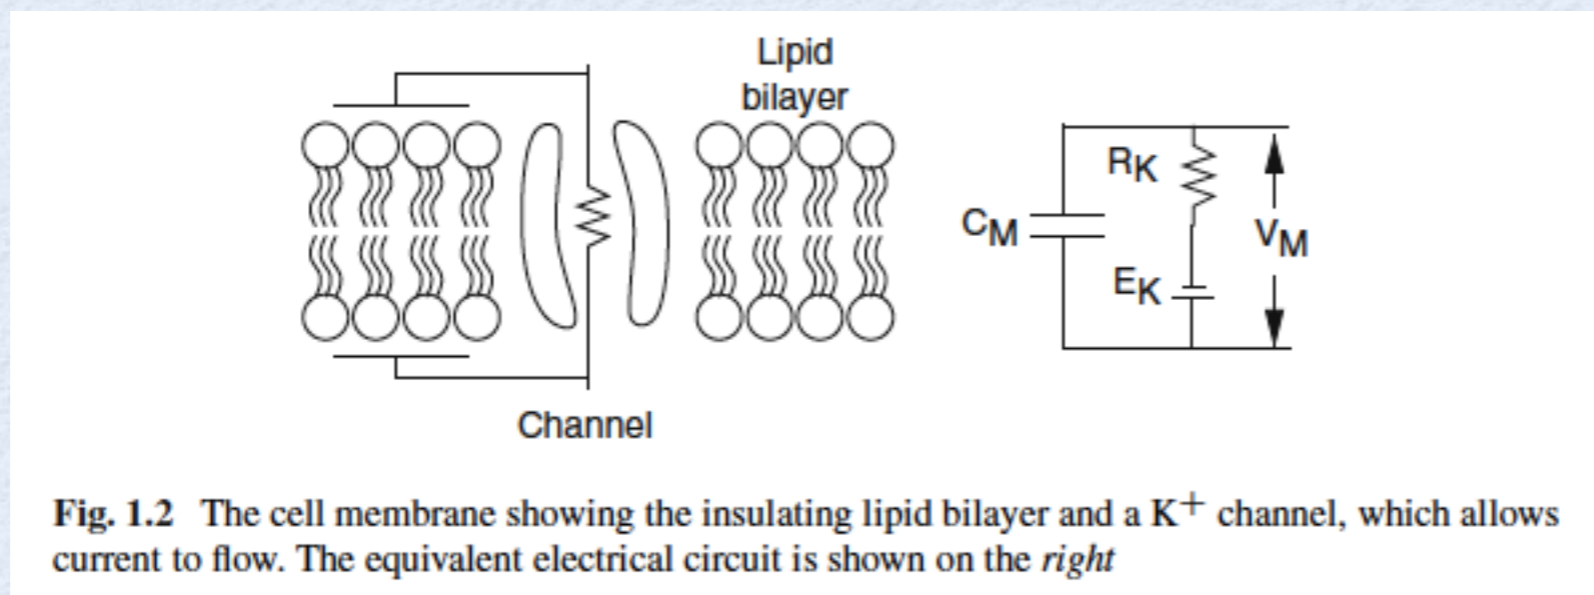 Lipid
bilayer
Channel
CM
RK
EK
VM
Fig. 1.2 The cell membrane showing the insulating lipid bilayer and a K+ channel, which allows
current to flow. The equivalent electrical circuit is shown on the right